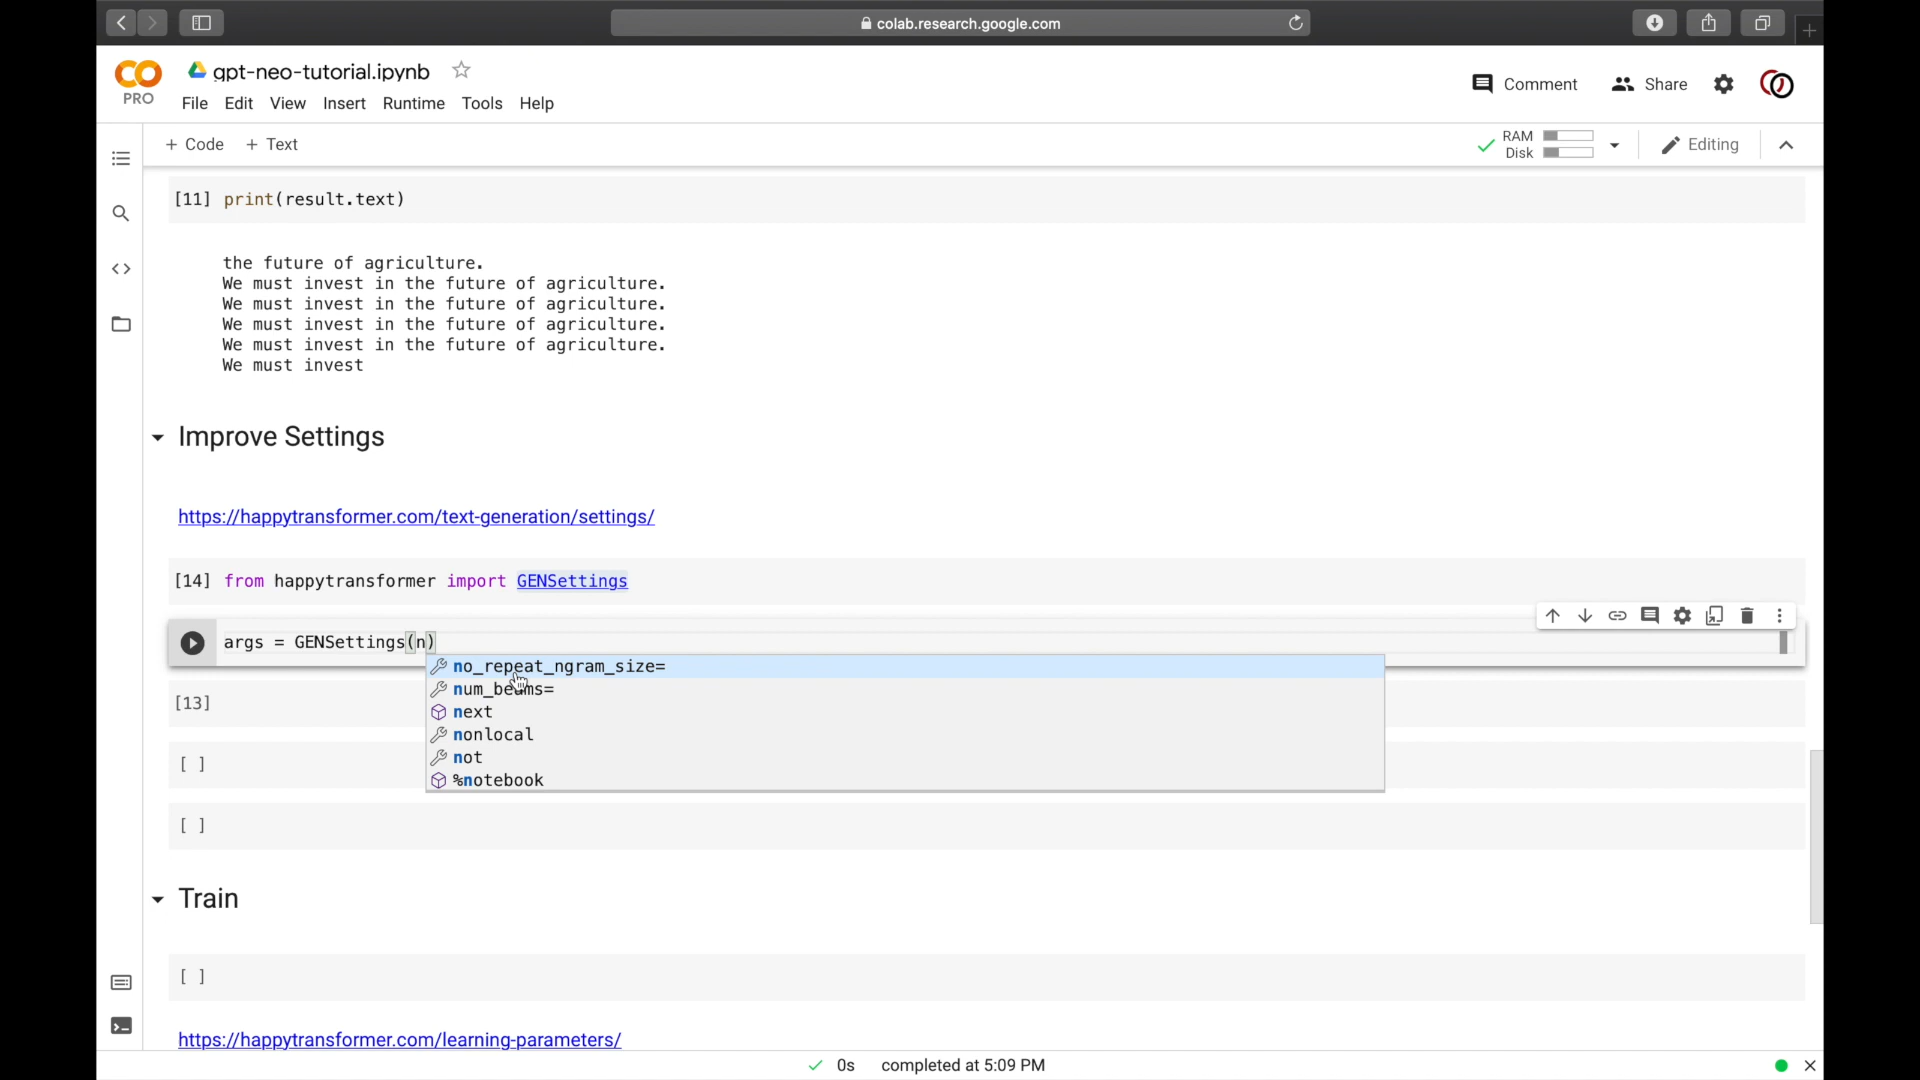 colab.research.google.com
PRO
gpt-neo-tutorial.ipynb
Comment
Share
File Edit View Insert Runtime Tools Help
+ Code + Text
RAM
Disk
Editing
[11] print(result.text)
the future of agriculture.
We must invest in the future of agriculture.
We must invest in the future of agriculture.
We must invest in the future of agriculture.
We must invest in the future of agriculture.
We must invest
Improve Settings
https://happytransformer.com/text-generation/settings/
[14] from happytransformer import GENSettings
args = GENSettings(n)
no_repeat_ngram_size=
num_beams=
[13]
next
nonlocal
not
[ ]
%notebook
[ ]
Train
[ ]
https://happytransformer.com/learning-parameters/
0s completed at 5:09 PM